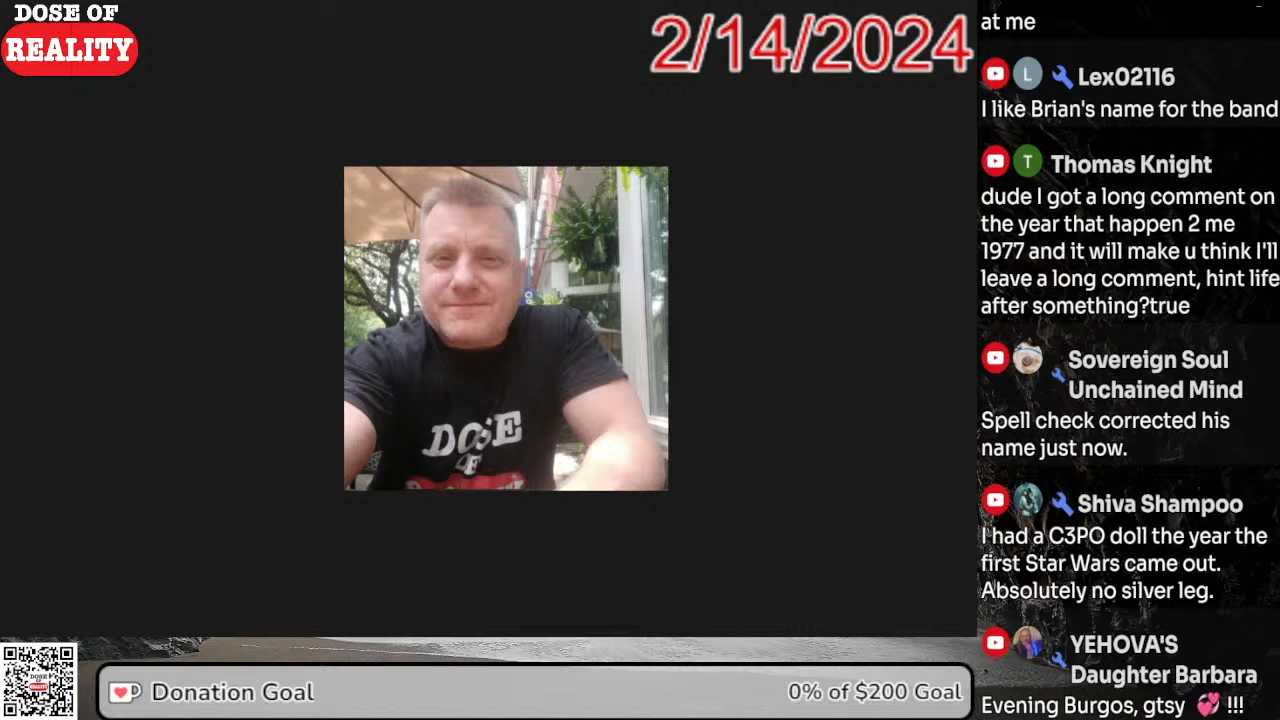 DOSE OF
REALITY
2/14/2024
DOSE
OF
at me
L Lex02116
I like Brian's name for the band
T Thomas Knight
dude I got a long comment on
the year that happen 2 me
1977 and it will make u think I'll
leave a long comment, hint life
after something?true
Sovereign Soul
Unchained Mind
Spell check corrected his
name just now.
Shiva Shampoo
I had a C3PO doll the year the
first Star Wars came out.
Absolutely no silver leg.
YEHOVA'S
Daughter Barbara
Evening Burgos, gtsy 💞 !!!
Donation Goal
0% of $200 Goal